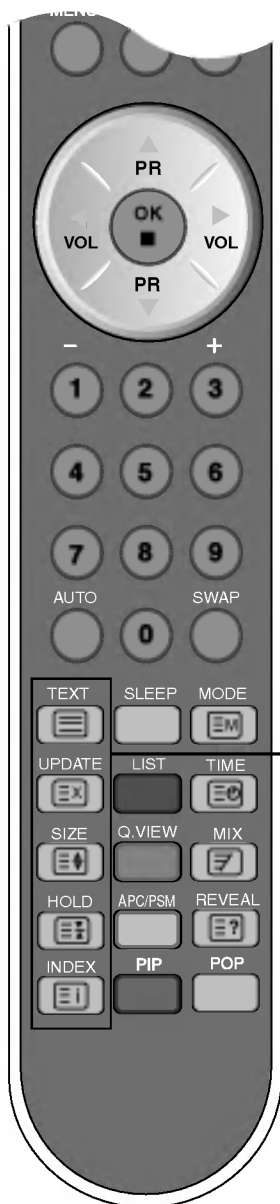 MENU
PR
OK
VOL VOL
PR
- +
1 2 3
4 5 6
7 8 9
AUTO SWAP
0
TEXT SLEEP MODE
M
UPDATE LIST TIME
X
SIZE Q.VIEW MIX
HOLD APC/PSM REVEAL
?
INDEX PIP POP
i